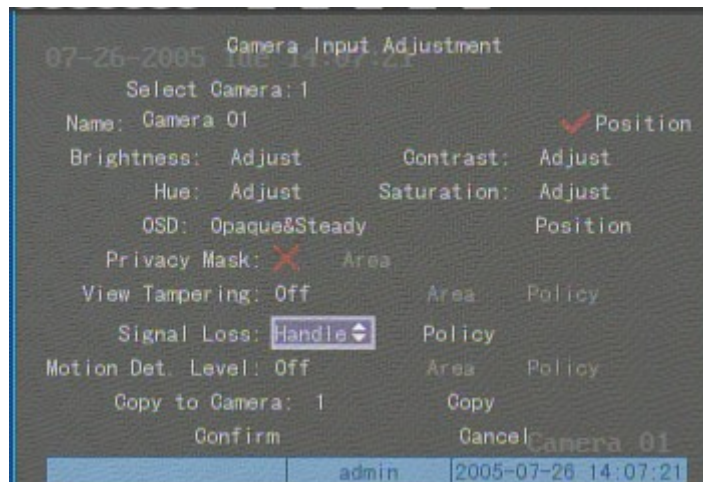 Camera Input Adjustment
07-26-2005 Tue 14:07:21
Select Camera:1
Name: Camera 01 Position
Brightness: Adjust Contrast: Adjust
Hue: Adjust Saturation: Adjust
OSD: Opaque&Steady Position
Privacy Mask: Area
View Tampering: Off Area Policy
Signal Loss: Handle Policy
Motion Det. Level: Off Area Policy
Copy to Camera: 1 Copy
Confirm Cancel
Camera 01
admin 2005-07-26 14:07:21